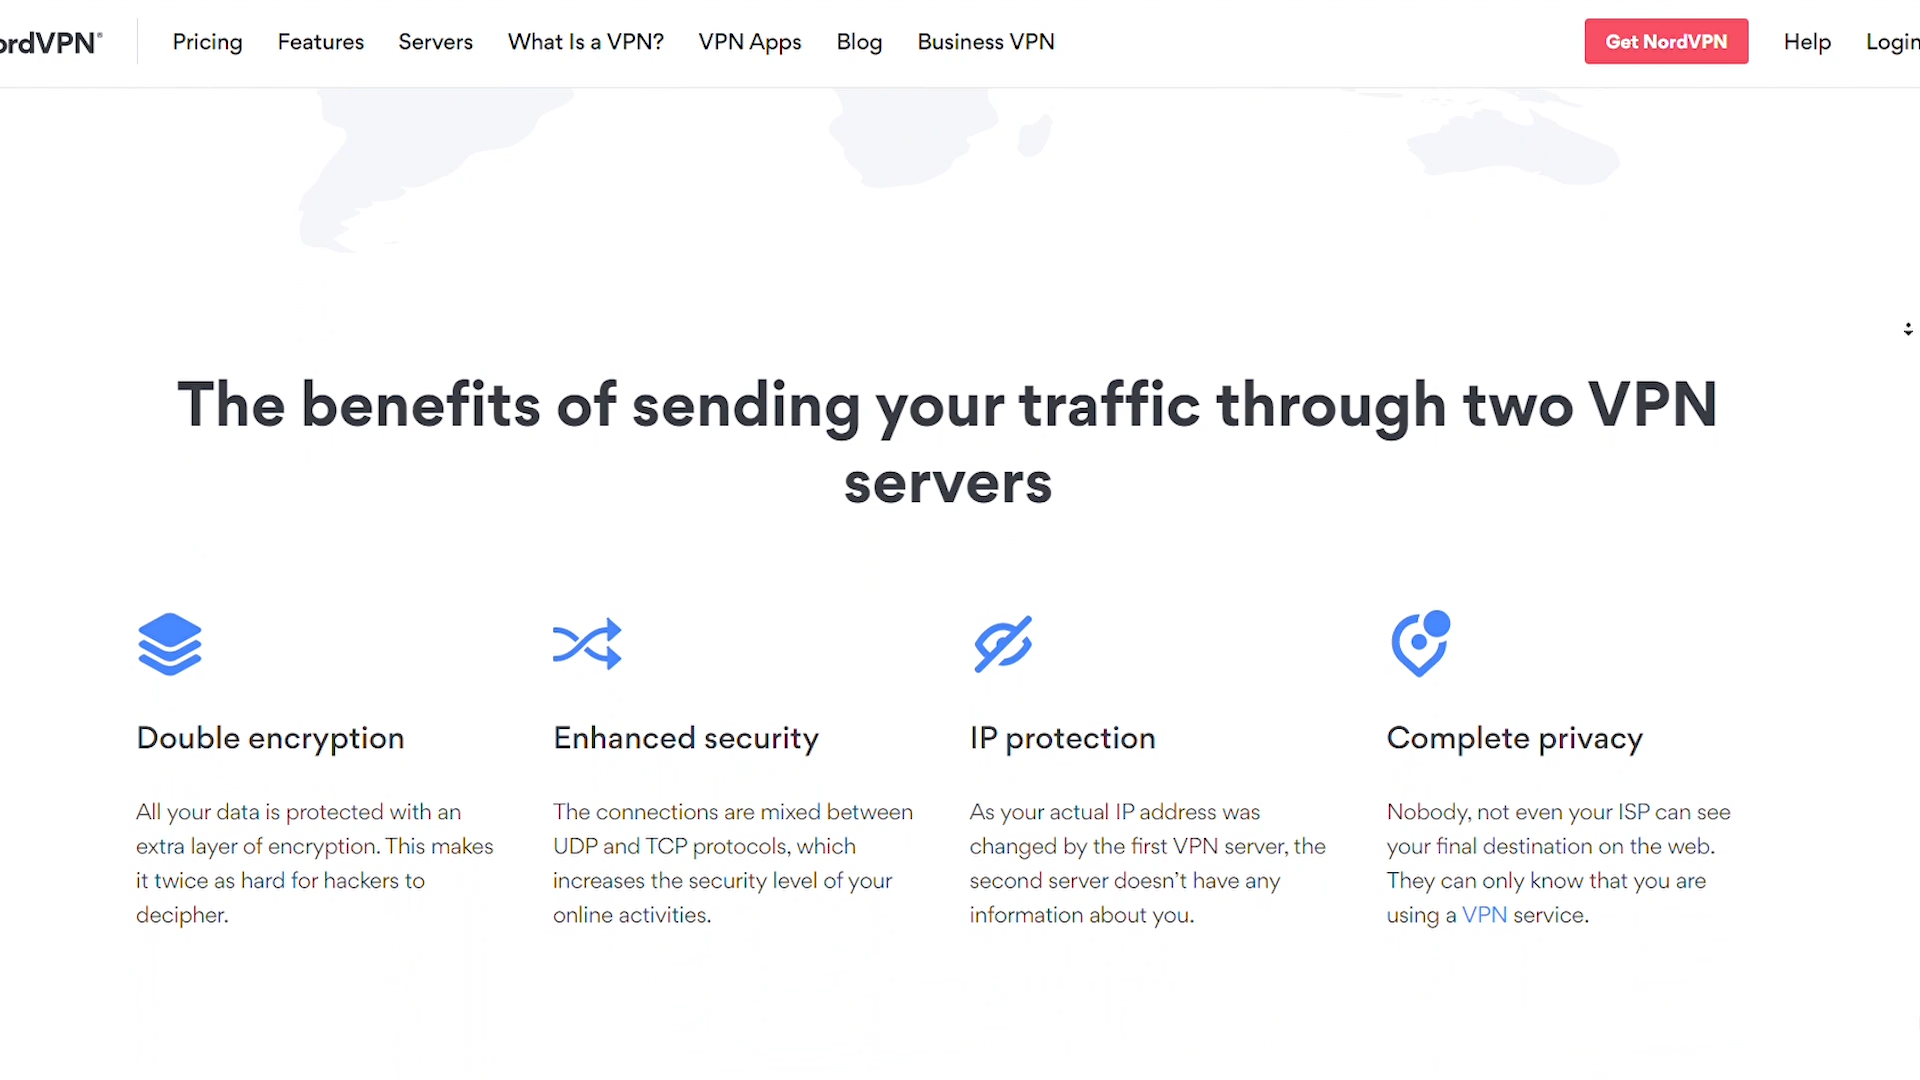 ordVPN®
Pricing Features Servers What Is a VPN? VPN Apps Blog Business VPN Get NordVPN Help Login
The benefits of sending your traffic through two VPN
servers
Double encryption
All your data is protected with an
extra layer of encryption. This makes
it twice as hard for hackers to
decipher.
Enhanced security
The connections are mixed between
UDP and TCP protocols, which
increases the security level of your
online activities.
IP protection
As your actual IP address was
changed by the first VPN server, the
second server doesn't have any
information about you.
Complete privacy
Nobody, not even your ISP can see
your final destination on the web.
They can only know that you are
using a VPN service.